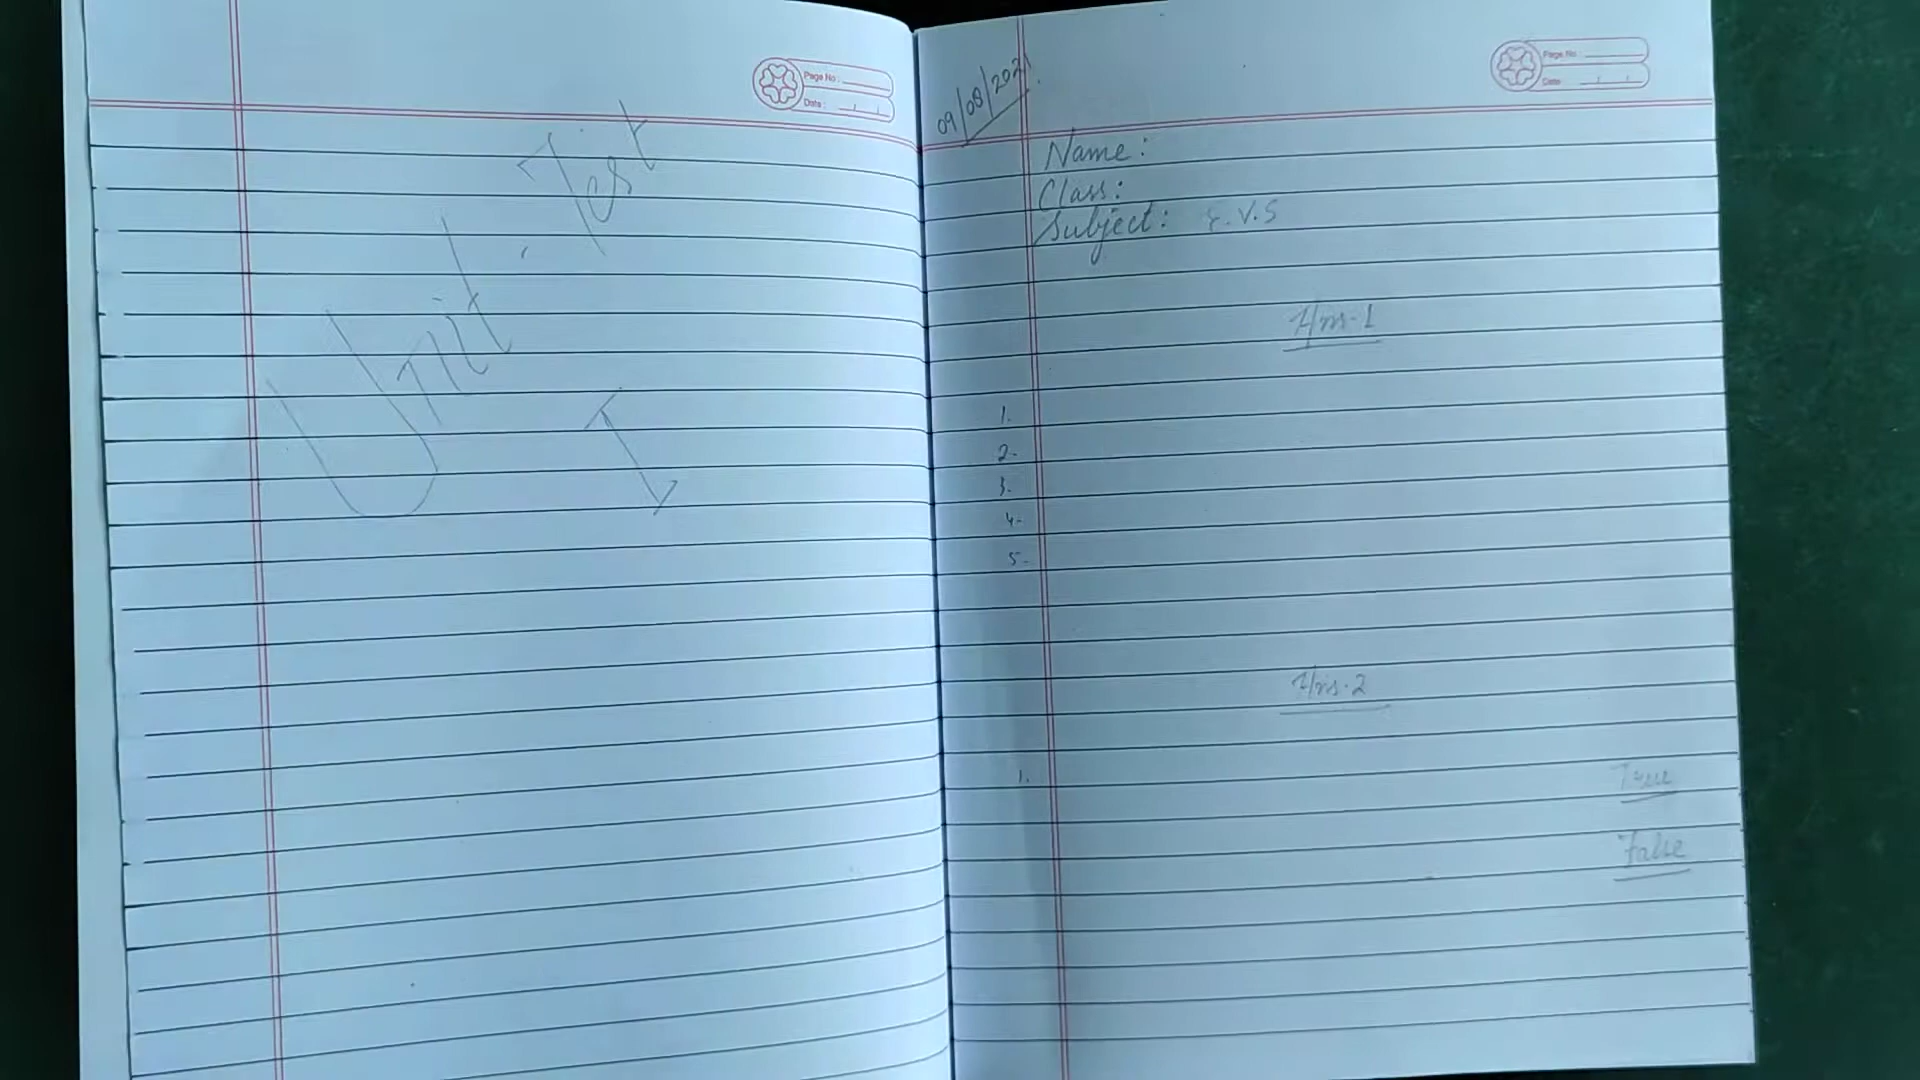 Unit. Test
I
Page No:
Date:
Page No:
Date:
09/08/2021
Name:
Class:
Subject: E.V.S
Ans. 1
1.
2.
3.
4.
5.
Ans. 2
1. True
False